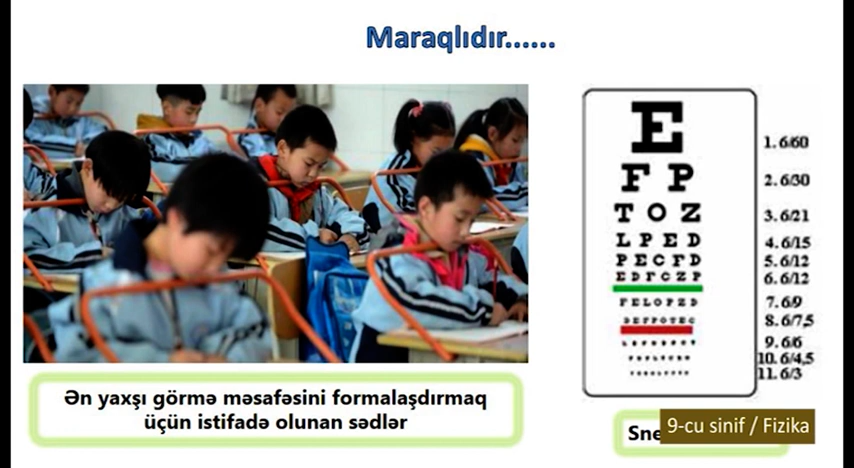 Maraqlıdır......
E
F P
T O Z
L P E D
P E C F D
E D F C Z P
F E L O P Z D
D E F P O T E C
1. 6/60
2. 6/30
3. 6/21
4. 6/15
5. 6/12
6. 6/12
7. 6/9
8. 6/7,5
9. 6/6
10. 6/4,5
11. 6/3
Ən yaxşı görmə məsafəsini formalaşdırmaq
üçün istifadə olunan sədlər
9-cu sinif / Fizika